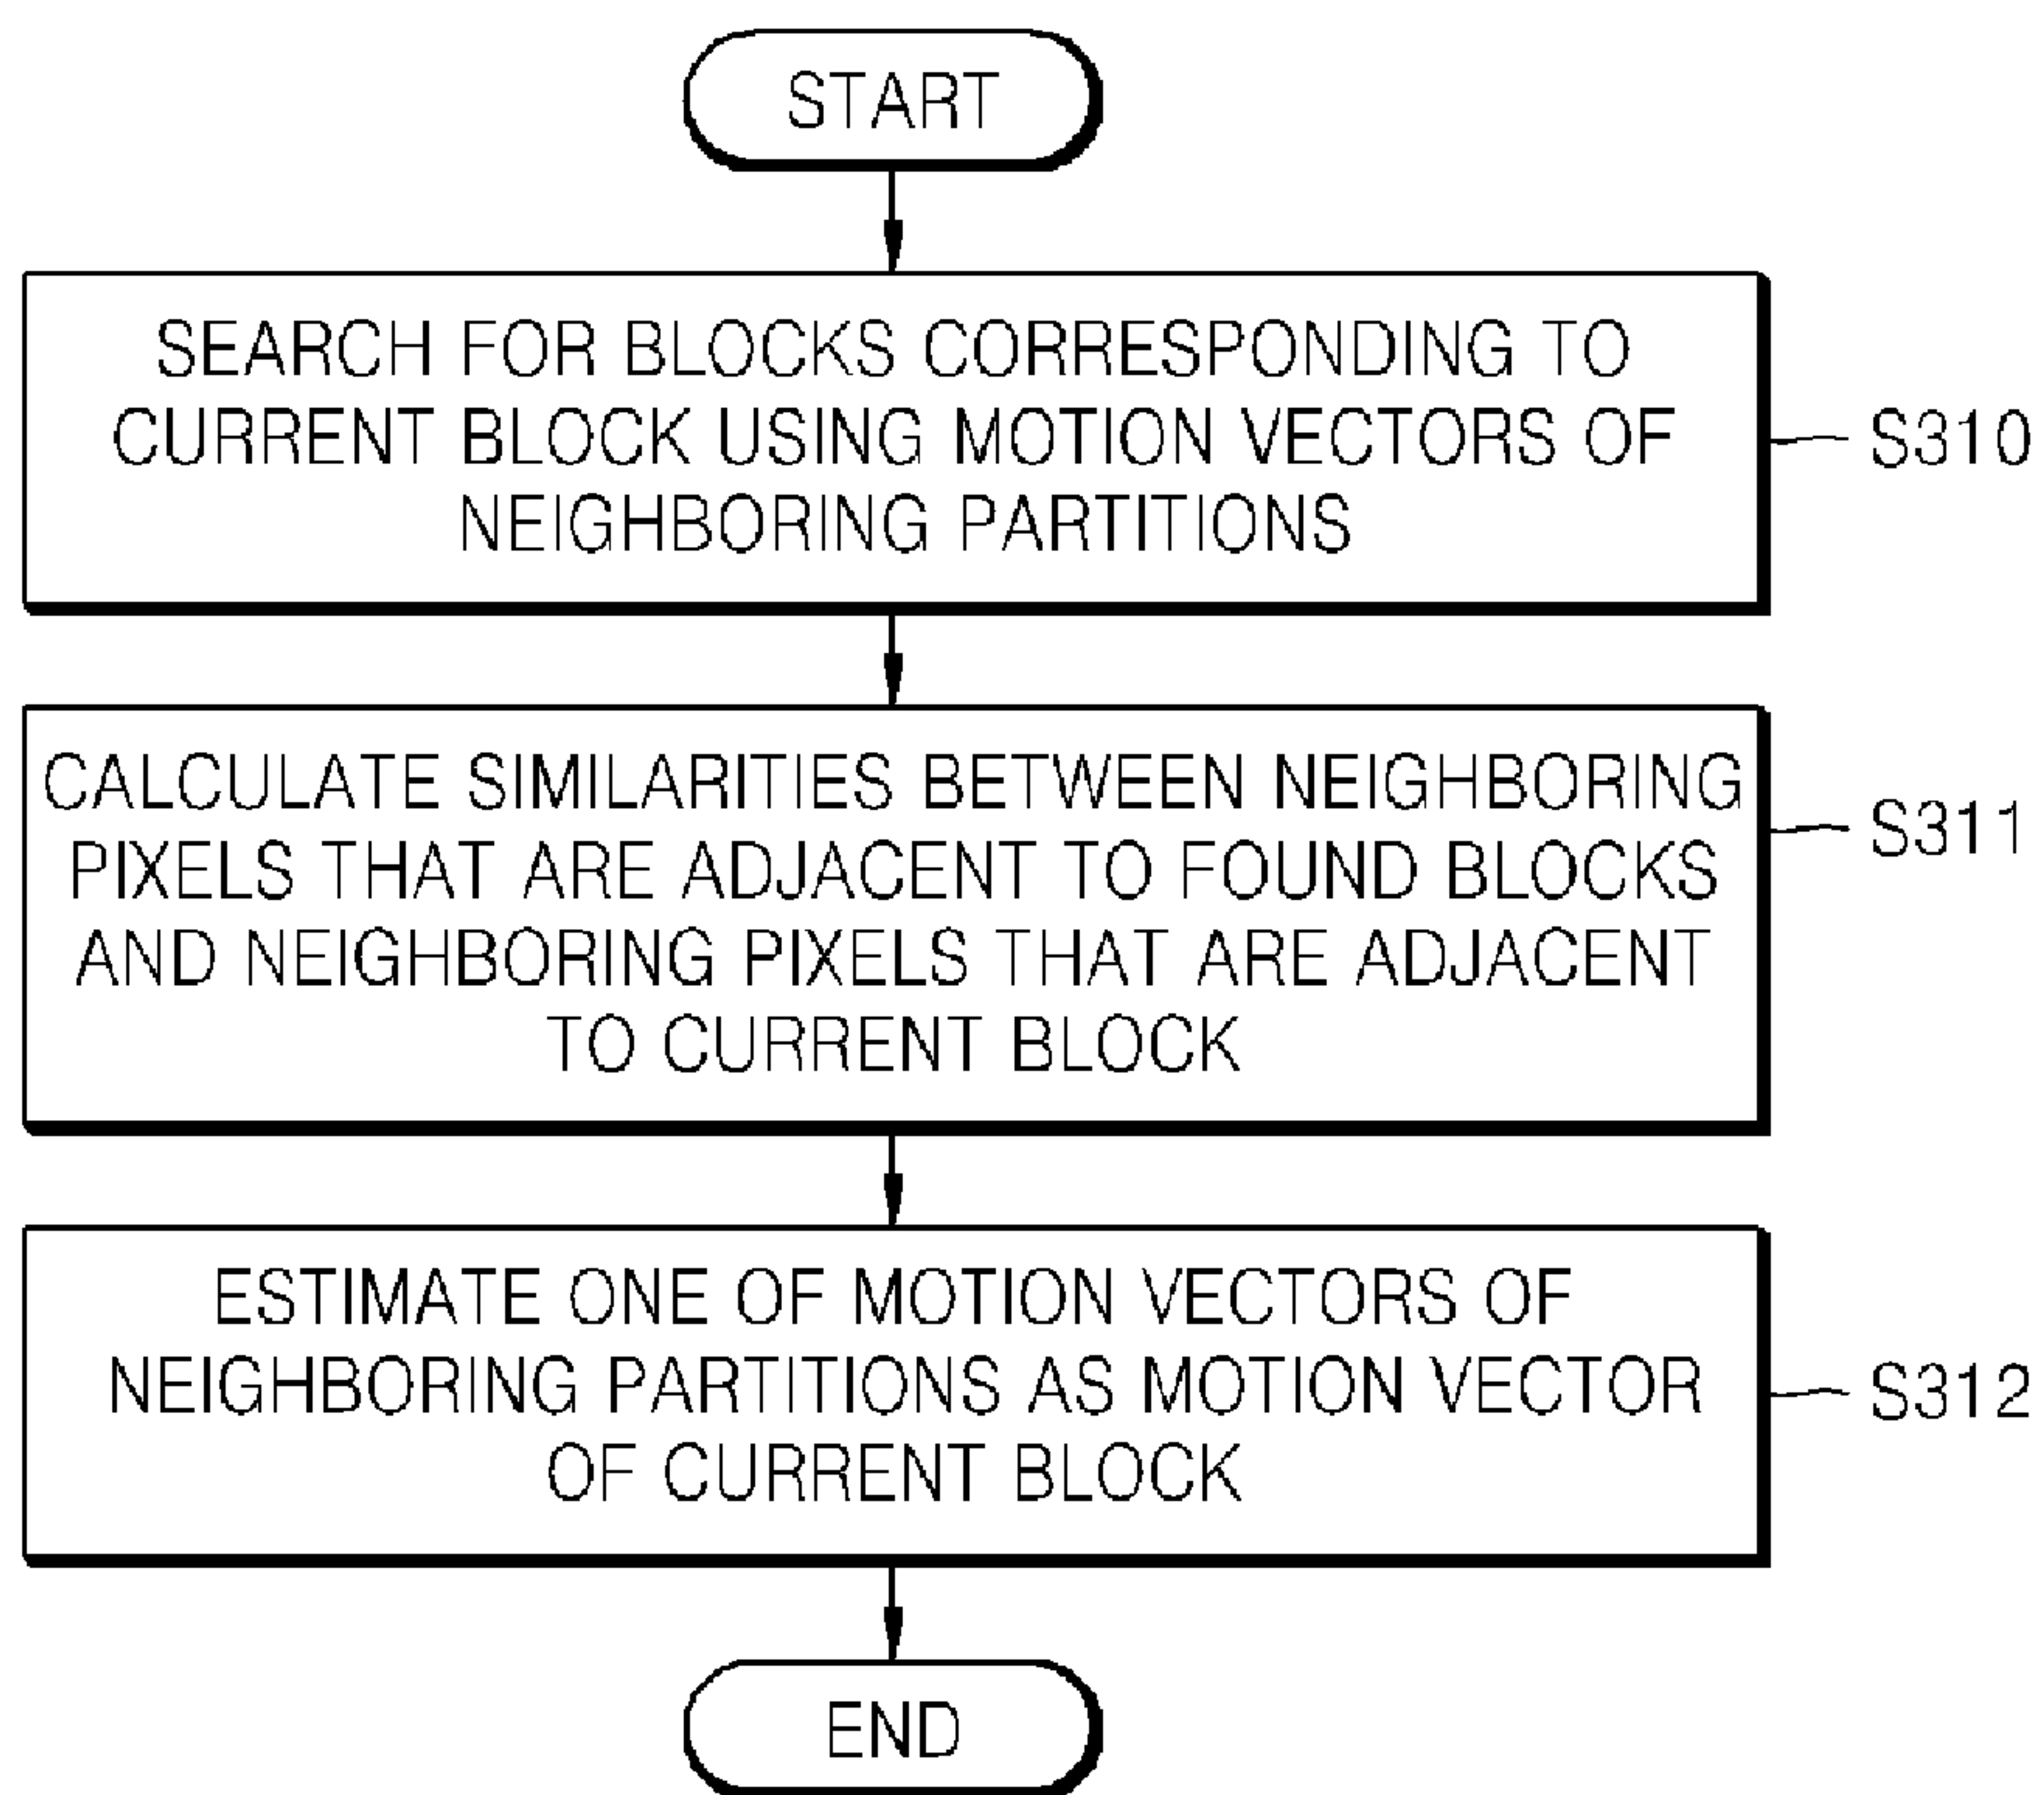 START
SEARCH FOR BLOCKS CORRESPONDING TO
CURRENT BLOCK USING MOTION VECTORS OF
NEIGHBORING PARTITIONS
S310
CALCULATE SIMILARITIES BETWEEN NEIGHBORING
PIXELS THAT ARE ADJACENT TO FOUND BLOCKS
AND NEIGHBORING PIXELS THAT ARE ADJACENT
TO CURRENT BLOCK
S311
ESTIMATE ONE OF MOTION VECTORS OF
NEIGHBORING PARTITIONS AS MOTION VECTOR
OF CURRENT BLOCK
S312
END